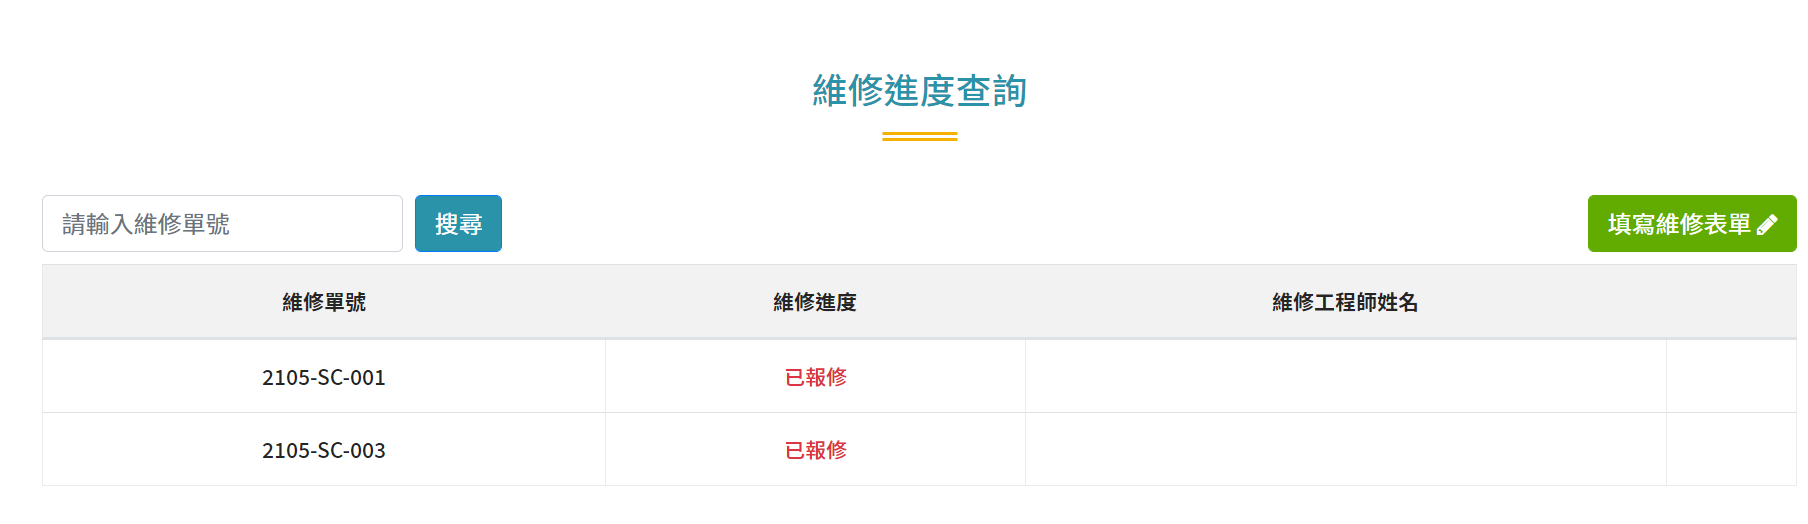 維修進度查詢
請輸入維修單號 搜尋 填寫維修表單
維修單號 維修進度 維修工程師姓名
2105-SC-001 已報修
2105-SC-003 已報修